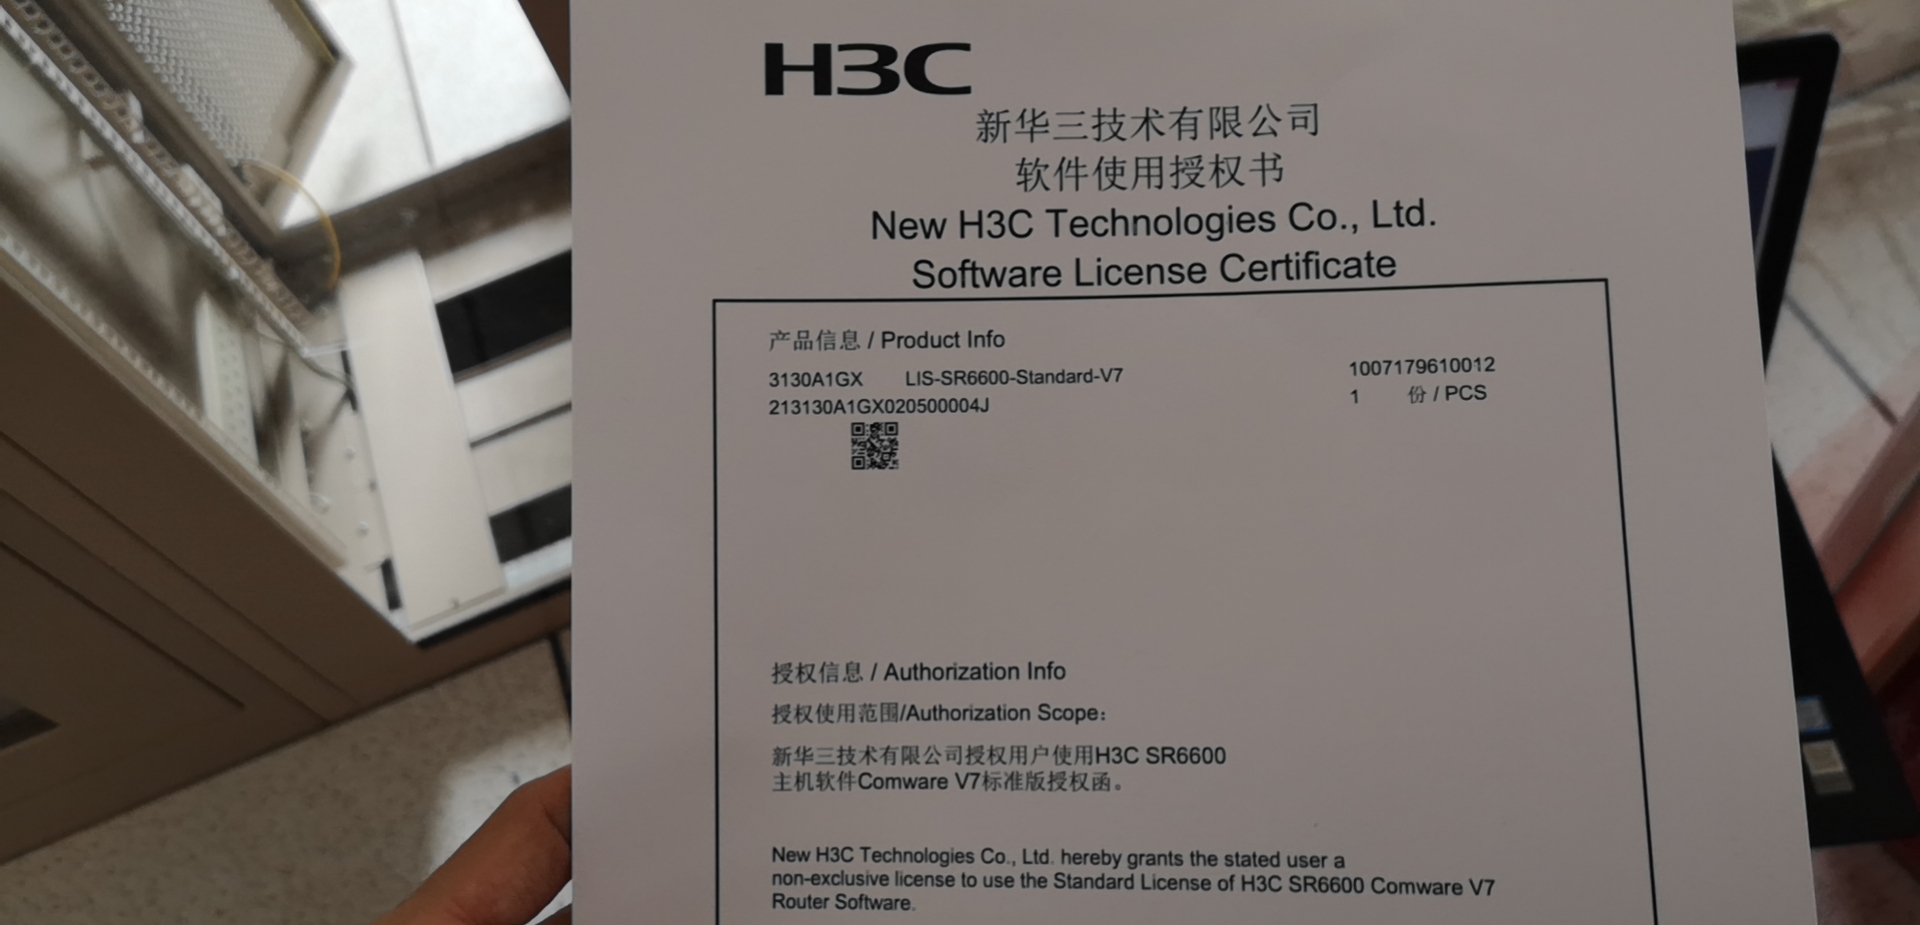 H3C
新华三技术有限公司
软件使用授权书
New H3C Technologies Co., Ltd.
Software License Certificate
产品信息 / Product Info
3130A1GX LIS-SR6600-Standard-V7 1007179610012
213130A1GX020500004J 1 份 / PCS
授权信息 / Authorization Info
授权使用范围/Authorization Scope:
新华三技术有限公司授权用户使用H3C SR6600
主机软件Comware V7标准版授权函。
New H3C Technologies Co., Ltd. hereby grants the stated user a
non-exclusive license to use the Standard License of H3C SR6600 Comware V7
Router Software.